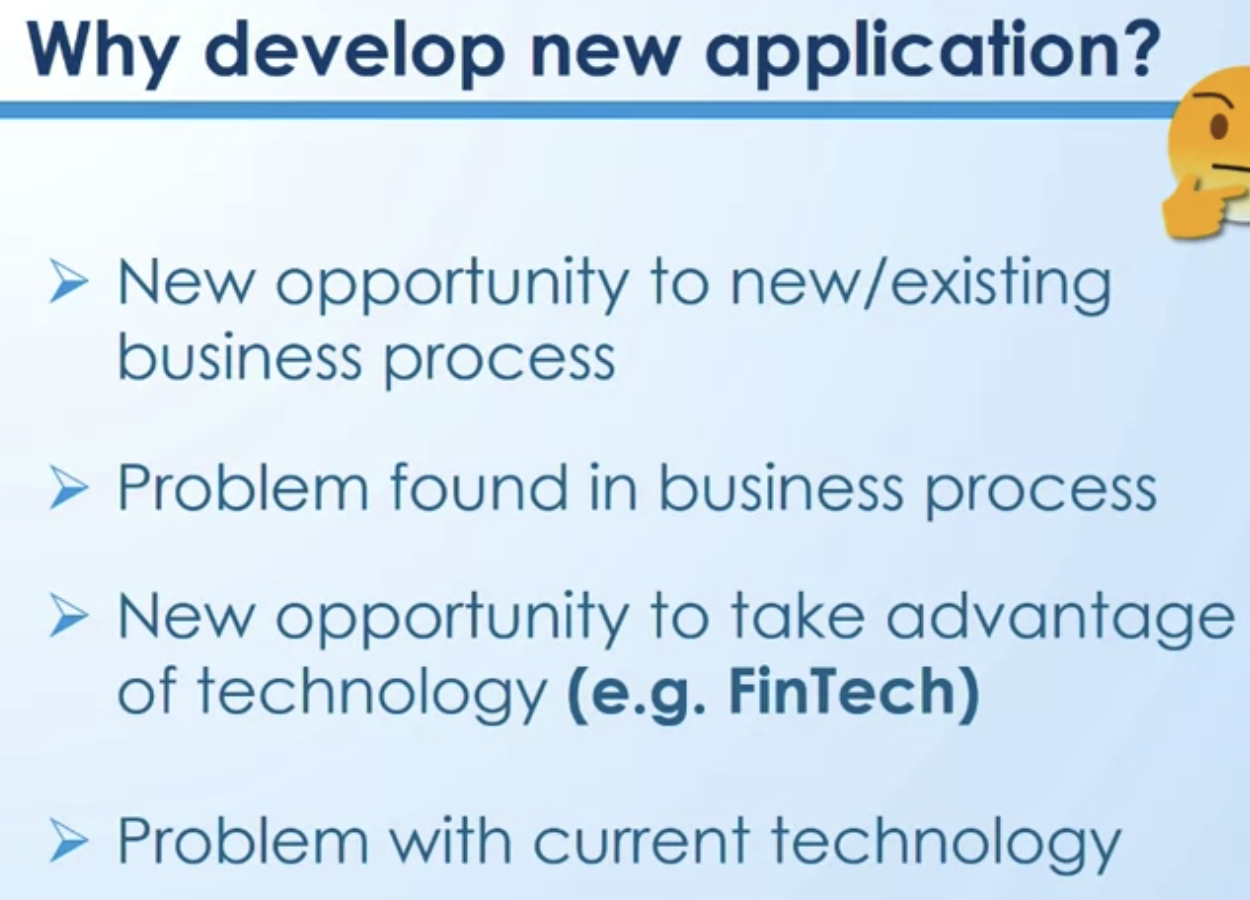 Why develop new application?
New opportunity to new/existing
business process
Problem found in business process
New opportunity to take advantage
of technology (e.g. FinTech)
Problem with current technology